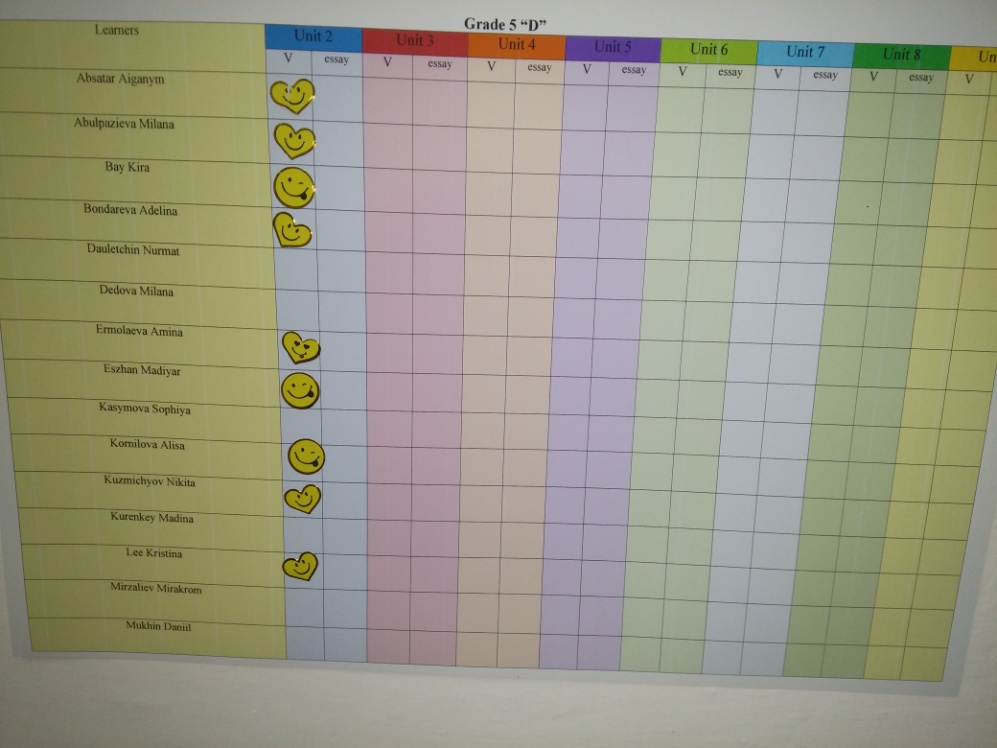 Grade 5 “D”
Learners Unit 2 Unit 3 Unit 4 Unit 5 Unit 6 Unit 7 Unit 8 Un
V essay V essay V essay V essay V essay V essay V essay V
Absatar Aiganym
Abulpazieva Milana
Bay Kira
Bondareva Adelina
Dauletchin Nurmat
Dedova Milana
Ermolaeva Amina
Eszhan Madiyar
Kasymova Sophiya
Kornilova Alisa
Kuzmichyov Nikita
Kurenkey Madina
Lee Kristina
Mirzaliev Mirakrom
Mukhin Daniil